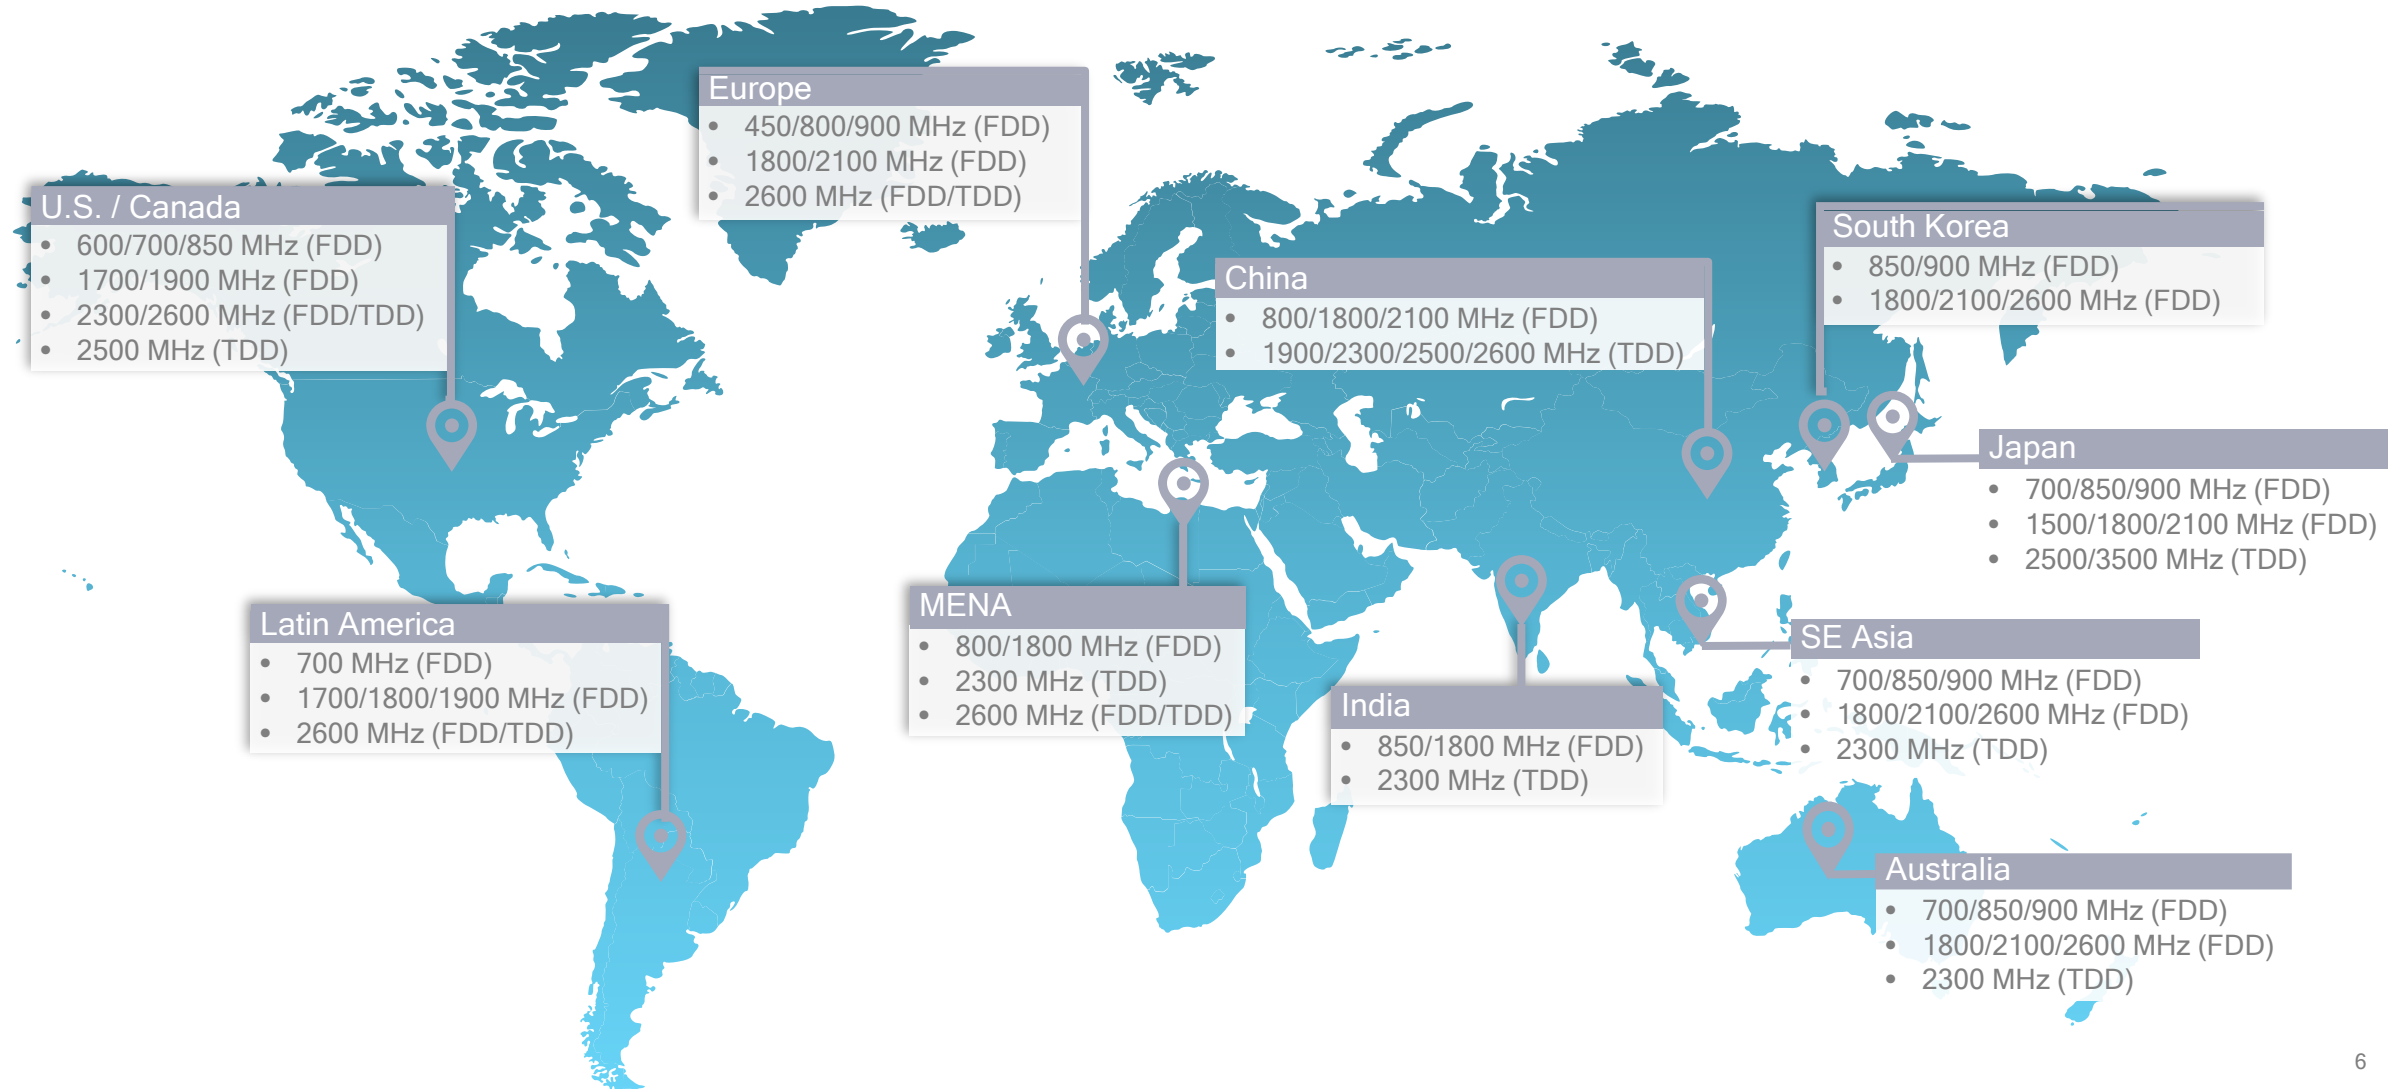 Europe
• 450/800/900 MHz (FDD)
• 1800/2100 MHz (FDD)
• 2600 MHz (FDD/TDD)
U.S. / Canada
• 600/700/850 MHz (FDD)
• 1700/1900 MHz (FDD)
• 2300/2600 MHz (FDD/TDD)
• 2500 MHz (TDD)
South Korea
• 850/900 MHz (FDD)
• 1800/2100/2600 MHz (FDD)
China
• 800/1800/2100 MHz (FDD)
• 1900/2300/2500/2600 MHz (TDD)
Japan
• 700/850/900 MHz (FDD)
• 1500/1800/2100 MHz (FDD)
• 2500/3500 MHz (TDD)
Latin America
• 700 MHz (FDD)
• 1700/1800/1900 MHz (FDD)
• 2600 MHz (FDD/TDD)
MENA
• 800/1800 MHz (FDD)
• 2300 MHz (TDD)
• 2600 MHz (FDD/TDD)
India
• 850/1800 MHz (FDD)
• 2300 MHz (TDD)
SE Asia
• 700/850/900 MHz (FDD)
• 1800/2100/2600 MHz (FDD)
• 2300 MHz (TDD)
Australia
• 700/850/900 MHz (FDD)
• 1800/2100/2600 MHz (FDD)
• 2300 MHz (TDD)
6